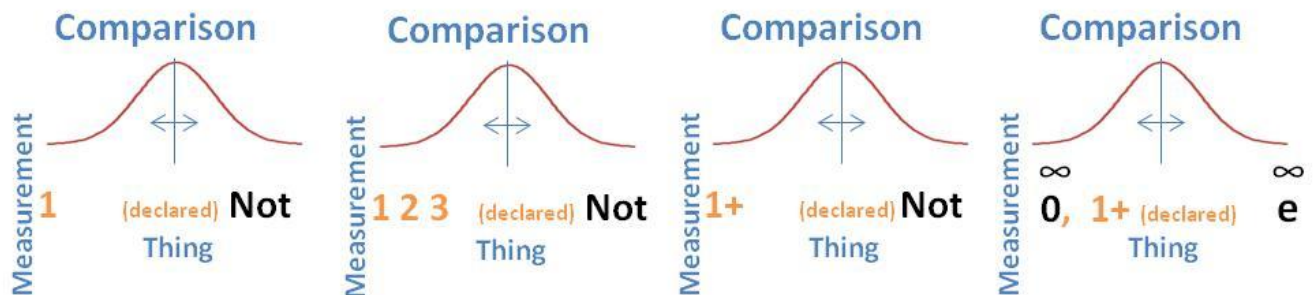 Comparison
Measurement
1 (declared) Not
Thing
Comparison
Measurement
1 2 3 (declared) Not
Thing
Comparison
Measurement
1+ (declared) Not
Thing
Comparison
Measurement
∞ ∞
0, 1+ (declared) e
Thing